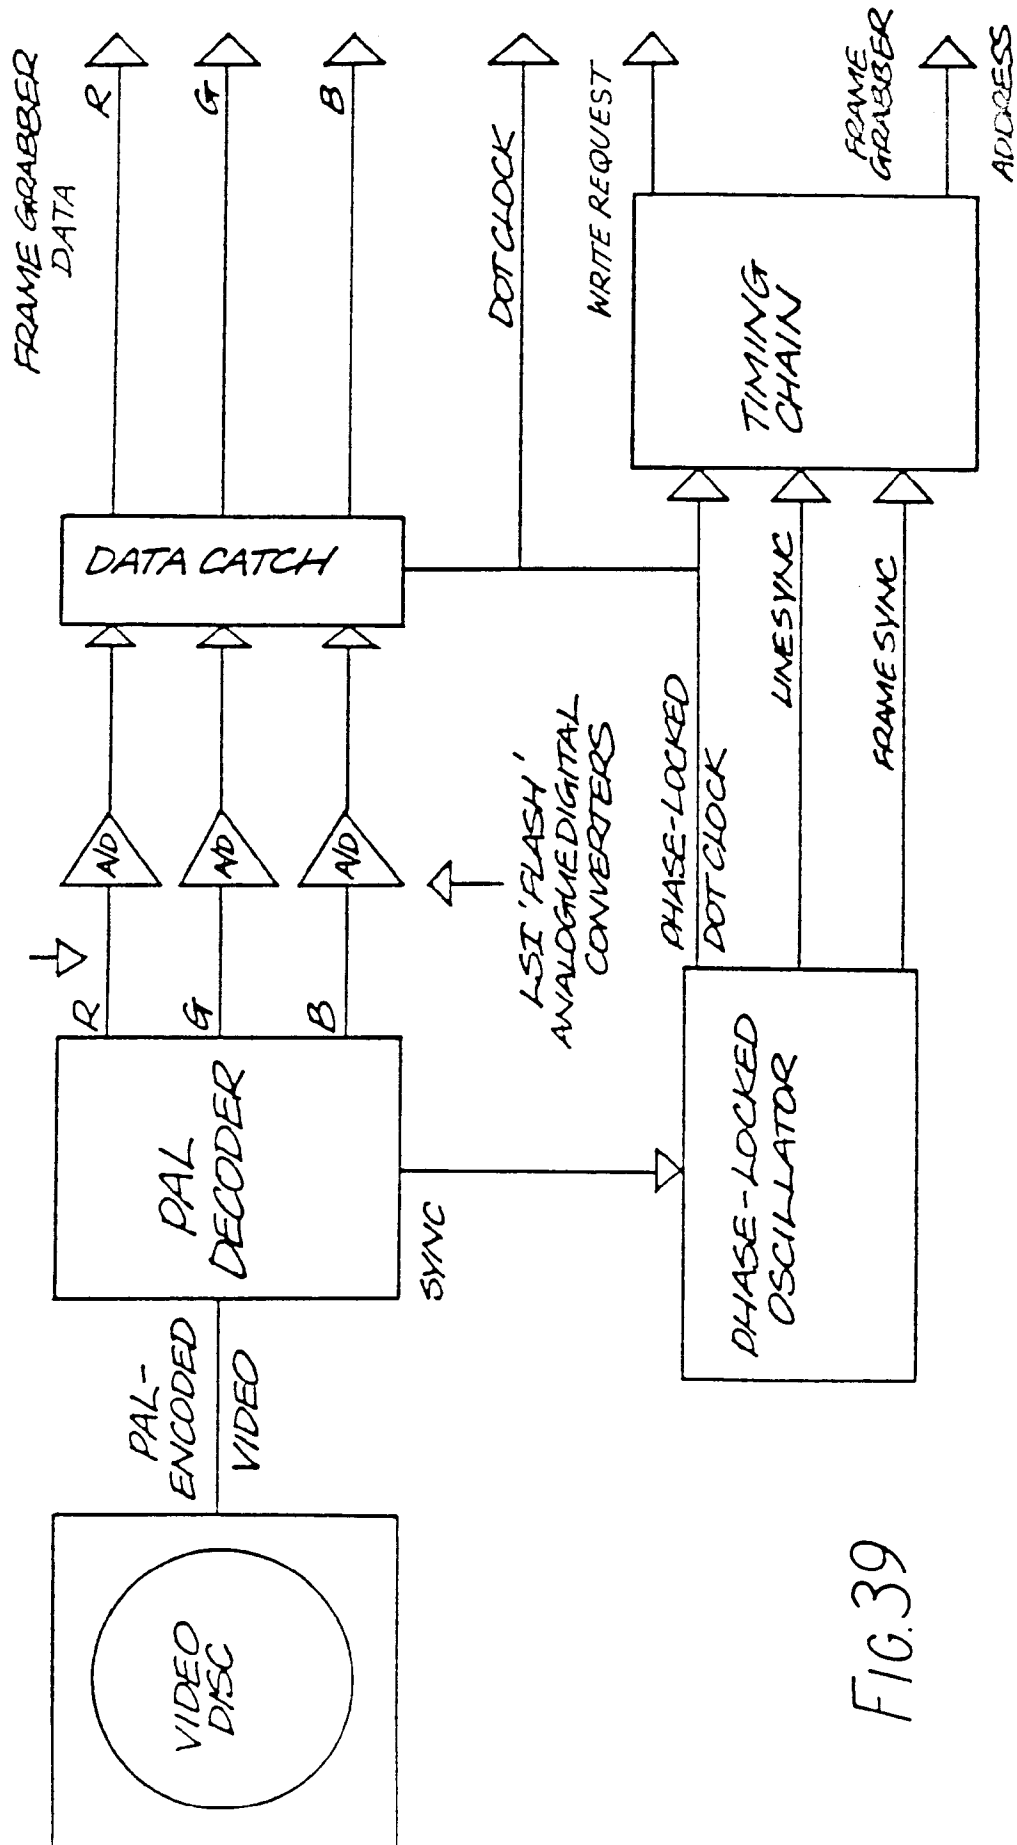 FRAME GRABBER
DATA
R
G
B
DOT CLOCK
WRITE REQUEST
FRAME
GRABBER
ADDRESS
DATA CATCH
TIMING
CHAIN
A/D
A/D
A/D
LSI 'FLASH'
ANALOGUE DIGITAL
CONVERTERS
PHASE-LOCKED
DOT CLOCK
LINE SYNC
FRAME SYNC
R
G
B
PAL
DECODER
SYNC
PHASE-LOCKED
OSCILLATOR
PAL-
ENCODED
VIDEO
VIDEO
DISC
FIG. 39